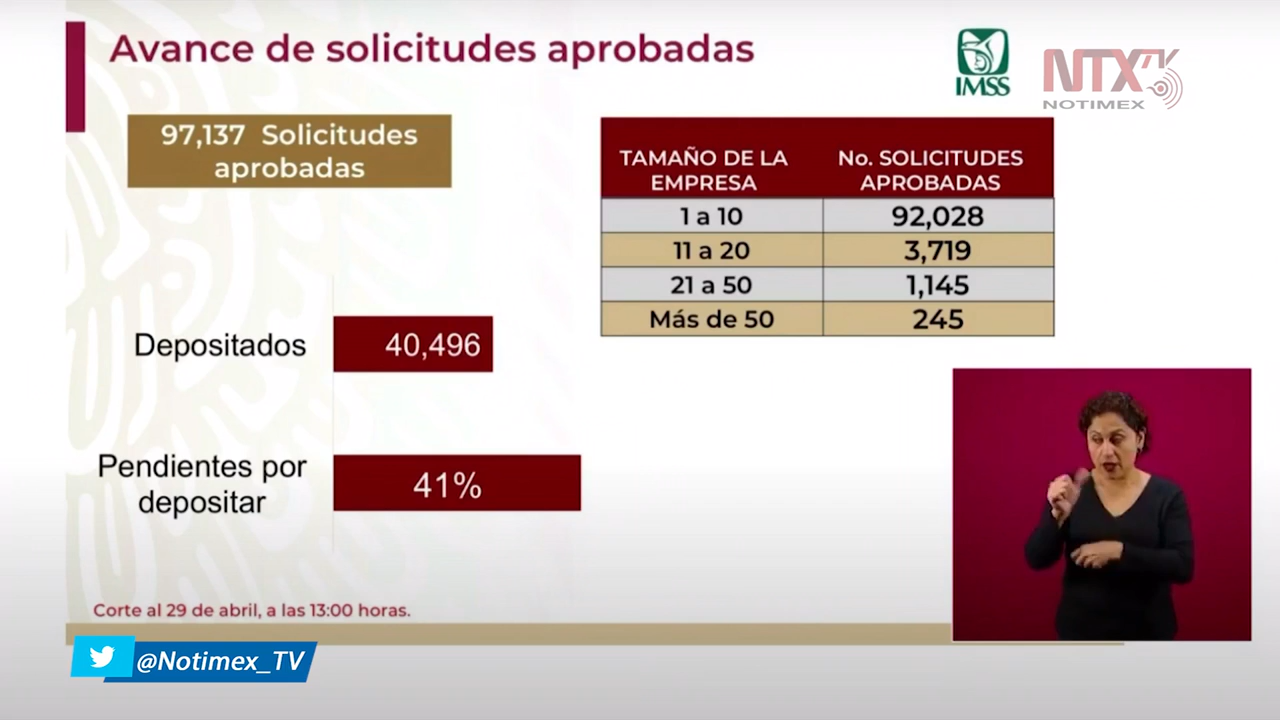 Avance de solicitudes aprobadas
IMSS
NTX
NOTIMEX
97,137 Solicitudes
aprobadas
TAMAÑO DE LA
EMPRESA
No. SOLICITUDES
APROBADAS
1 a 10
92,028
11 a 20
3,719
21 a 50
1,145
Más de 50
245
Depositados
40,496
Pendientes por
depositar
41%
Corte al 29 de abril, a las 13:00 horas.
@Notimex_TV